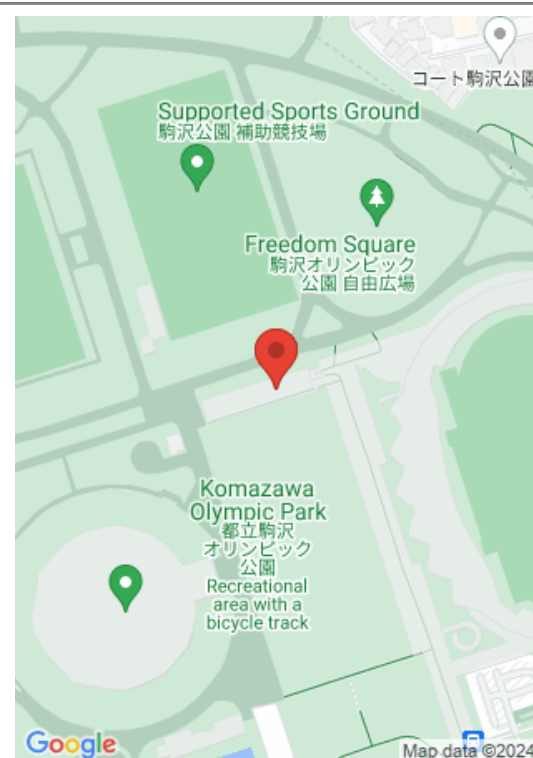 コート駒沢公園
Supported Sports Ground
駒沢公園 補助競技場
Freedom Square
駒沢オリンピック
公園 自由広場
Komazawa
Olympic Park
都立駒沢
オリンピック
公園
Recreational
area with a
bicycle track
Google
Map data ©2024